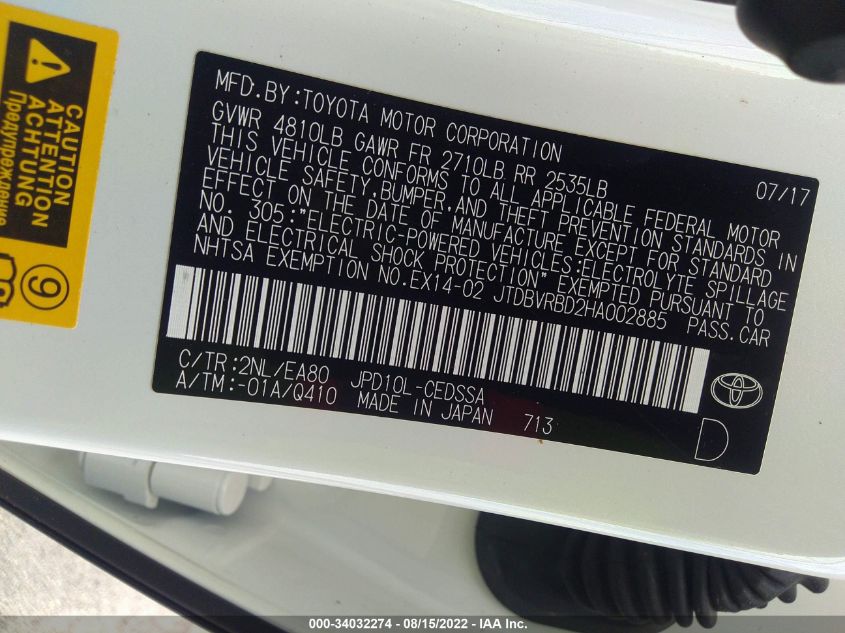 CAUTION
ATTENTION
ACHTUNG
Предупреждение
9
MFD.BY:TOYOTA MOTOR CORPORATION 07/17
GVWR 4810LB GAWR FR 2710LB RR 2535LB
THIS VEHICLE CONFORMS TO ALL APPLICABLE FEDERAL MOTOR
VEHICLE SAFETY,BUMPER,AND THEFT PREVENTION STANDARDS IN
EFFECT ON THE DATE OF MANUFACTURE EXCEPT FOR STANDARD
NO. 305:"ELECTRIC-POWERED VEHICLES:ELECTROLYTE SPILLAGE
AND ELECTRICAL SHOCK PROTECTION" EXEMPTED PURSUANT TO
NHTSA EXEMPTION NO.EX14-02 JTDBVRBD2HA002885 PASS.CAR
C/TR:2NL/EA80 JPD10L-CEDSSA
A/TM:-01A/Q410 MADE IN JAPAN 713
D
000-34032274 - 08/15/2022 - IAA Inc.